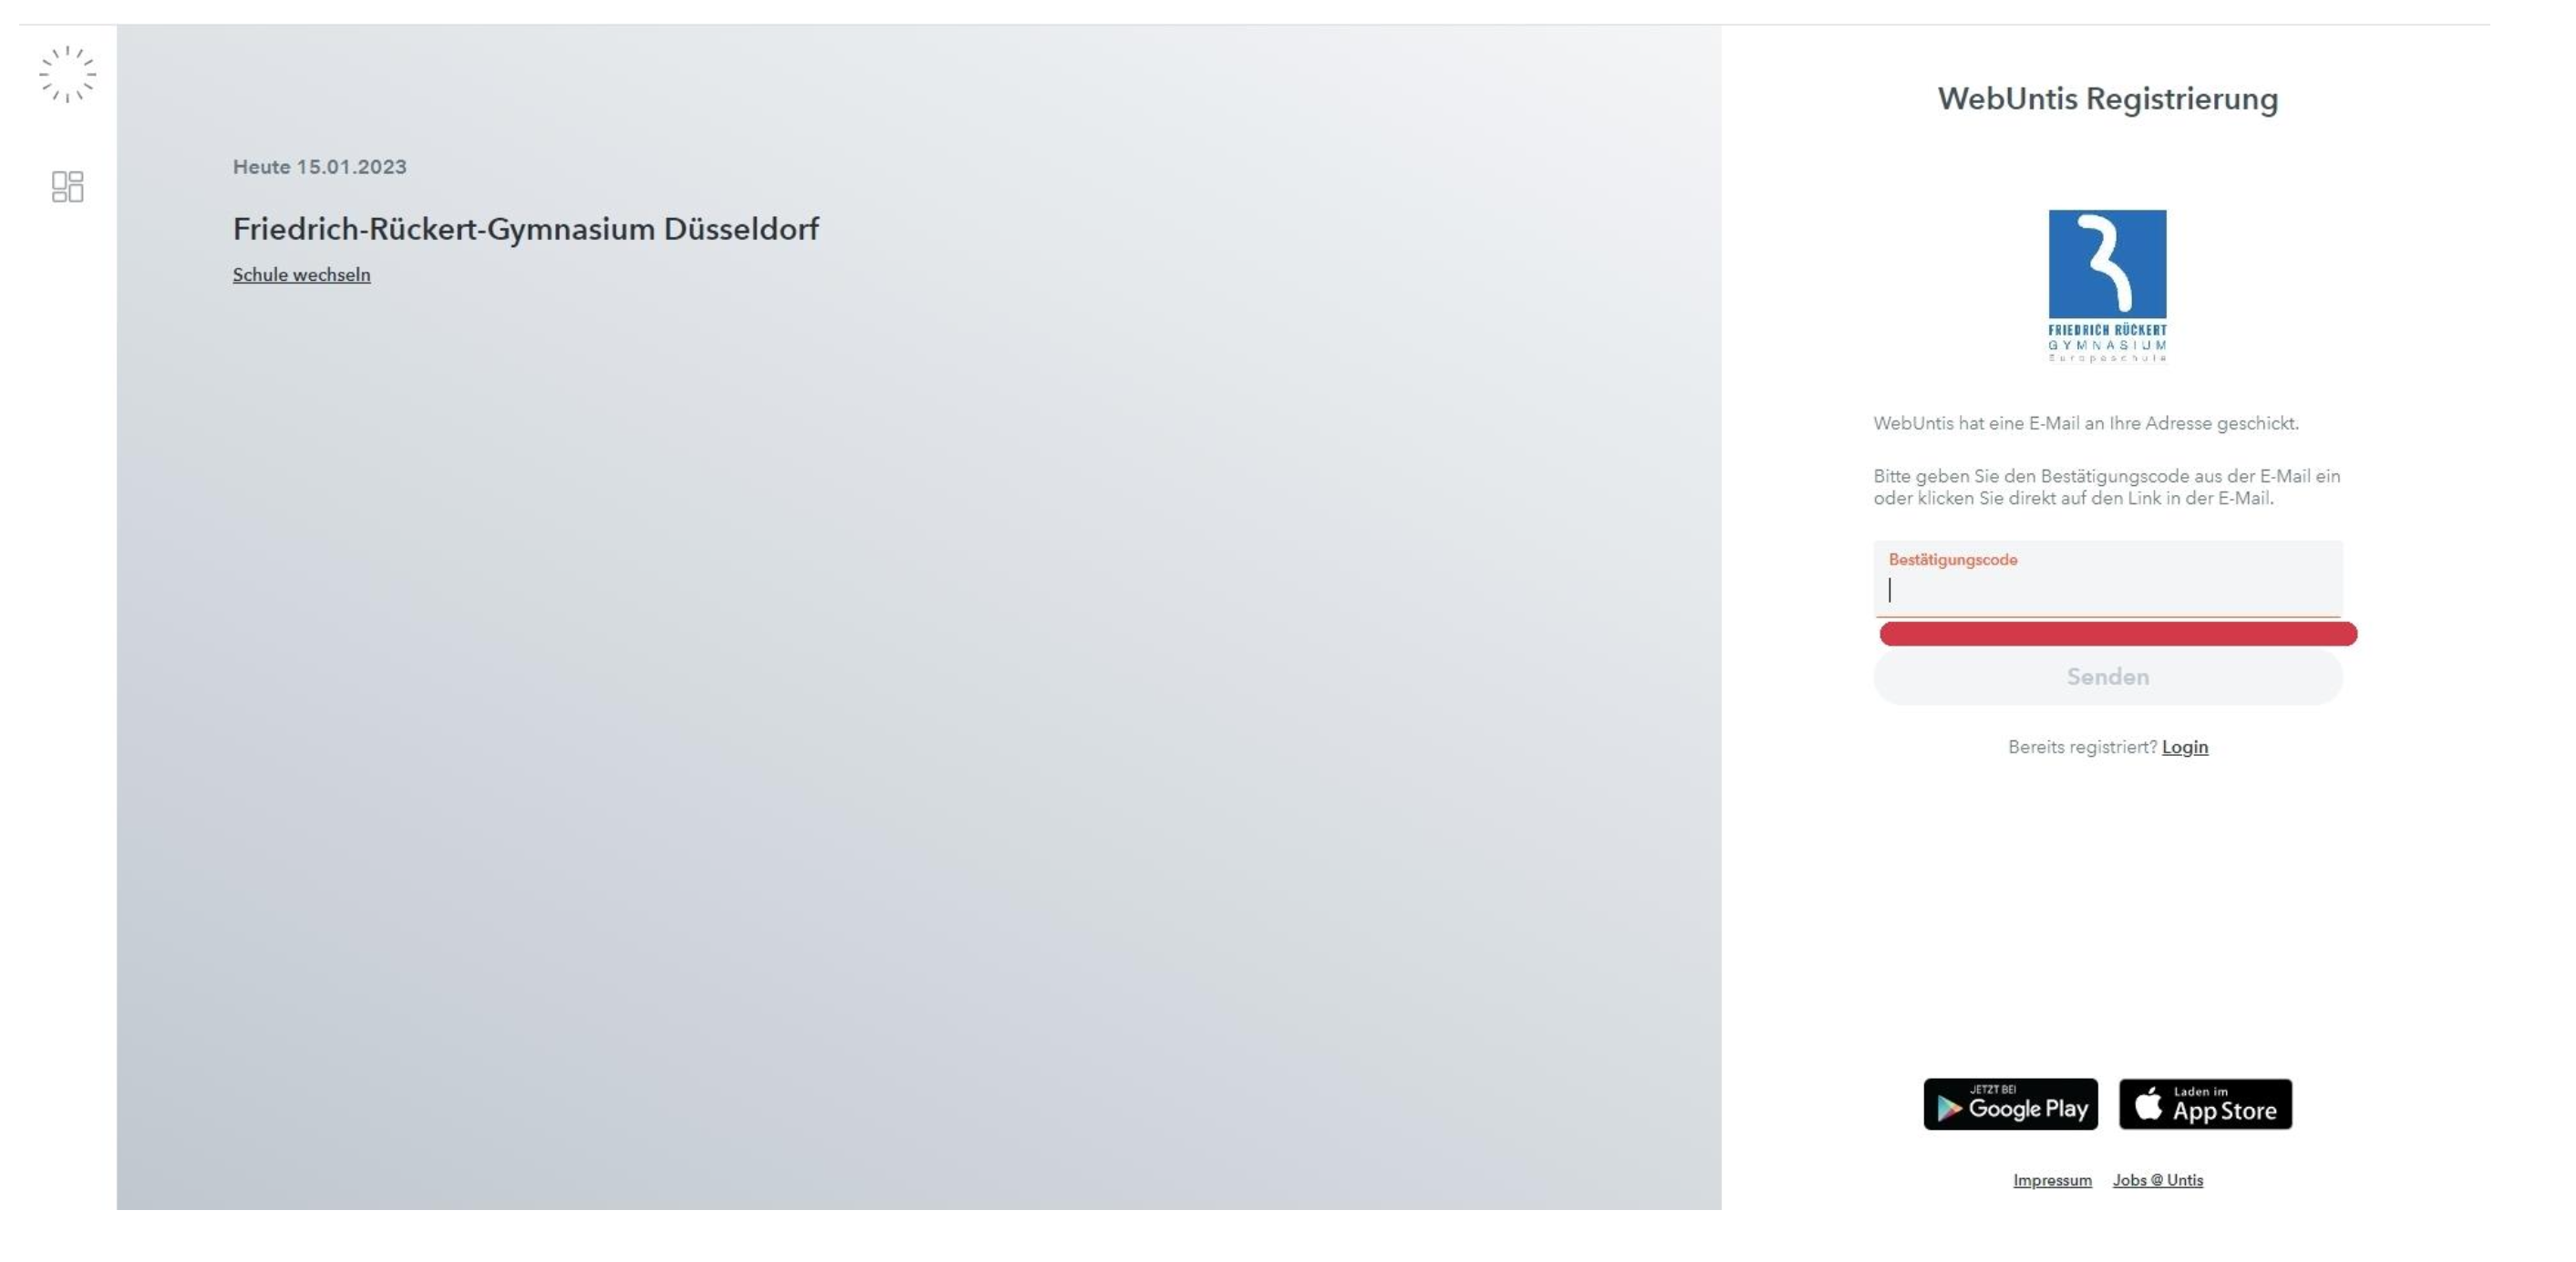 Heute 15.01.2023
Friedrich-Rückert-Gymnasium Düsseldorf
Schule wechseln
WebUntis Registrierung
FRIEDRICH RÜCKERT
GYMNASIUM
Europaschule
WebUntis hat eine E-Mail an Ihre Adresse geschickt.
Bitte geben Sie den Bestätigungscode aus der E-Mail ein
oder klicken Sie direkt auf den Link in der E-Mail.
Bestätigungscode
Senden
Bereits registriert? Login
JETZT BEI
Google Play
Laden im
App Store
Impressum Jobs @ Untis